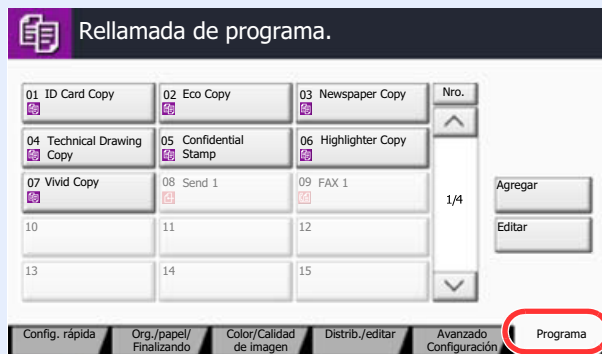 Rellamada de programa.
01 ID Card Copy
02 Eco Copy
03 Newspaper Copy
Nro.
04 Technical Drawing
Copy
05 Confidential
Stamp
06 Highlighter Copy
07 Vivid Copy
08 Send 1
09 FAX 1
1/4
Agregar
10
11
12
Editar
13
14
15
Config. rápida
Org./papel/
Finalizando
Color/Calidad
de imagen
Distrib./editar
Avanzado
Configuración
Programa